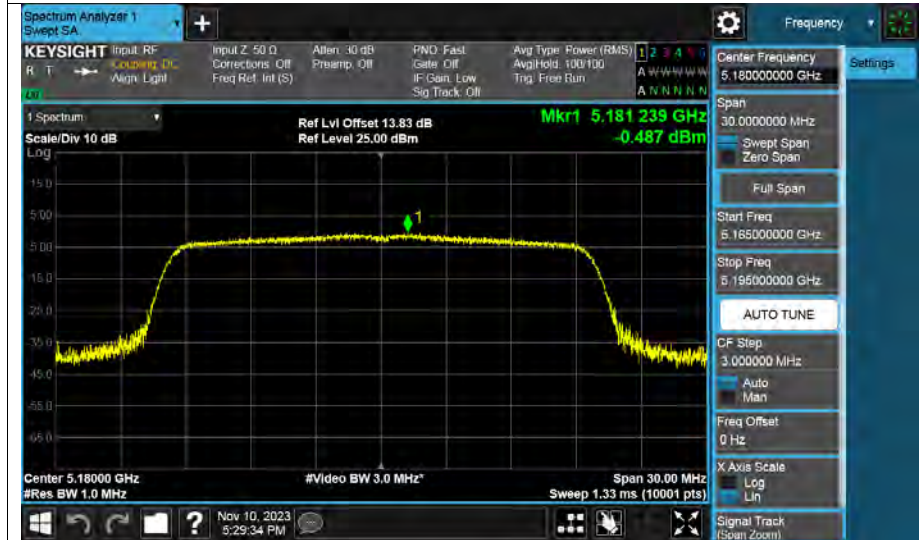 Spectrum Analyzer 1
Swept SA
+
Frequency
KEYSIGHT Input: RF
R T
Coupling: DC
Align: Light
Input Z: 50 Ω
Corrections: Off
Freq Ref: Int (S)
Atten: 30 dB
Preamp: Off
PNO: Fast
Gate: Off
IF Gain: Low
Sig Track: Off
Avg Type: Power (RMS)
Avg|Hold: 100/100
Trig: Free Run
1 2 3 4 5 6
A W W W W W
A N N N N N
1 Spectrum
Scale/Div 10 dB
Log
Ref Lvl Offset 13.83 dB
Ref Level 25.00 dBm
Mkr1 5.181 239 GHz
-0.487 dBm
15.0
5.00
-5.00
-15.0
-25.0
-35.0
-45.0
-55.0
-65.0
1
Center 5.18000 GHz
#Res BW 1.0 MHz
#Video BW 3.0 MHz*
Span 30.00 MHz
Sweep 1.33 ms (10001 pts)
?
Nov 10, 2023
5:29:34 PM
Center Frequency
5.180000000 GHz
Settings
Span
30.0000000 MHz
Swept Span
Zero Span
Full Span
Start Freq
5.165000000 GHz
Stop Freq
5.195000000 GHz
AUTO TUNE
CF Step
3.000000 MHz
Auto
Man
Freq Offset
0 Hz
X Axis Scale
Log
Lin
Signal Track
(Span Zoom)